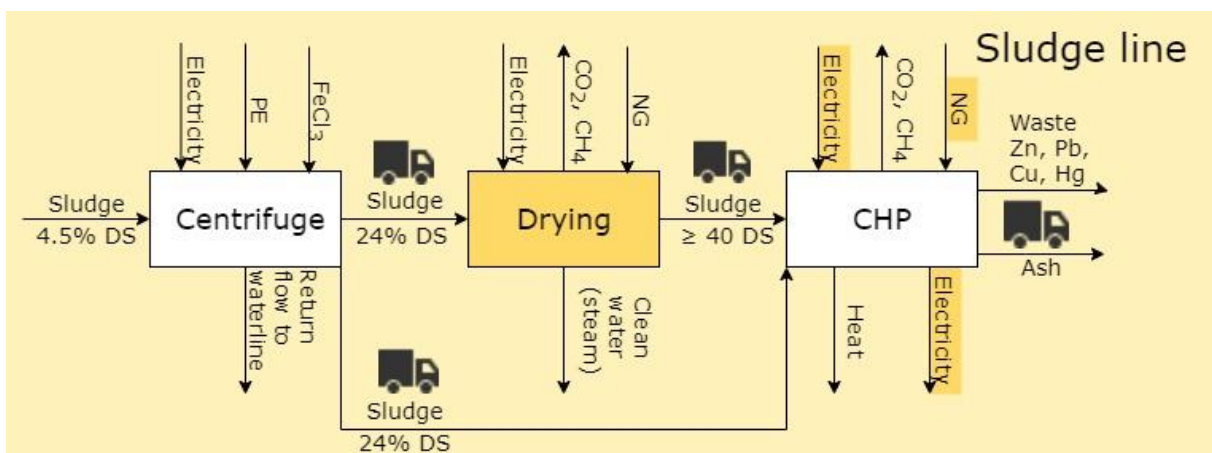 Sludge line
Electricity
PE
FeCl₃
Electricity
CO₂, CH₄
NG
Electricity
CO₂, CH₄
NG
Waste
Zn, Pb,
Cu, Hg
Sludge
4.5% DS
Centrifuge
Sludge
24% DS
Drying
Sludge
≥ 40 DS
CHP
Ash
Return
flow to
waterline
Clean
water
(steam)
Heat
Electricity
Sludge
24% DS